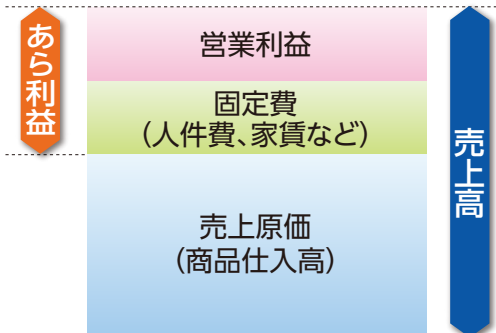 あら利益
営業利益
固定費
（人件費、家賃など）
売上原価
（商品仕入高）
売上高